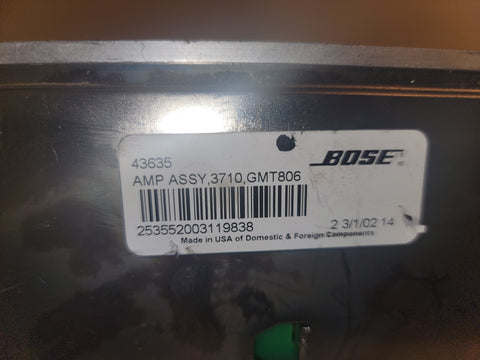 43635
BOSE
AMP ASSY,3710,GMT806
253552003119838
2 3/1/02 14
Made in USA of Domestic & Foreign Components